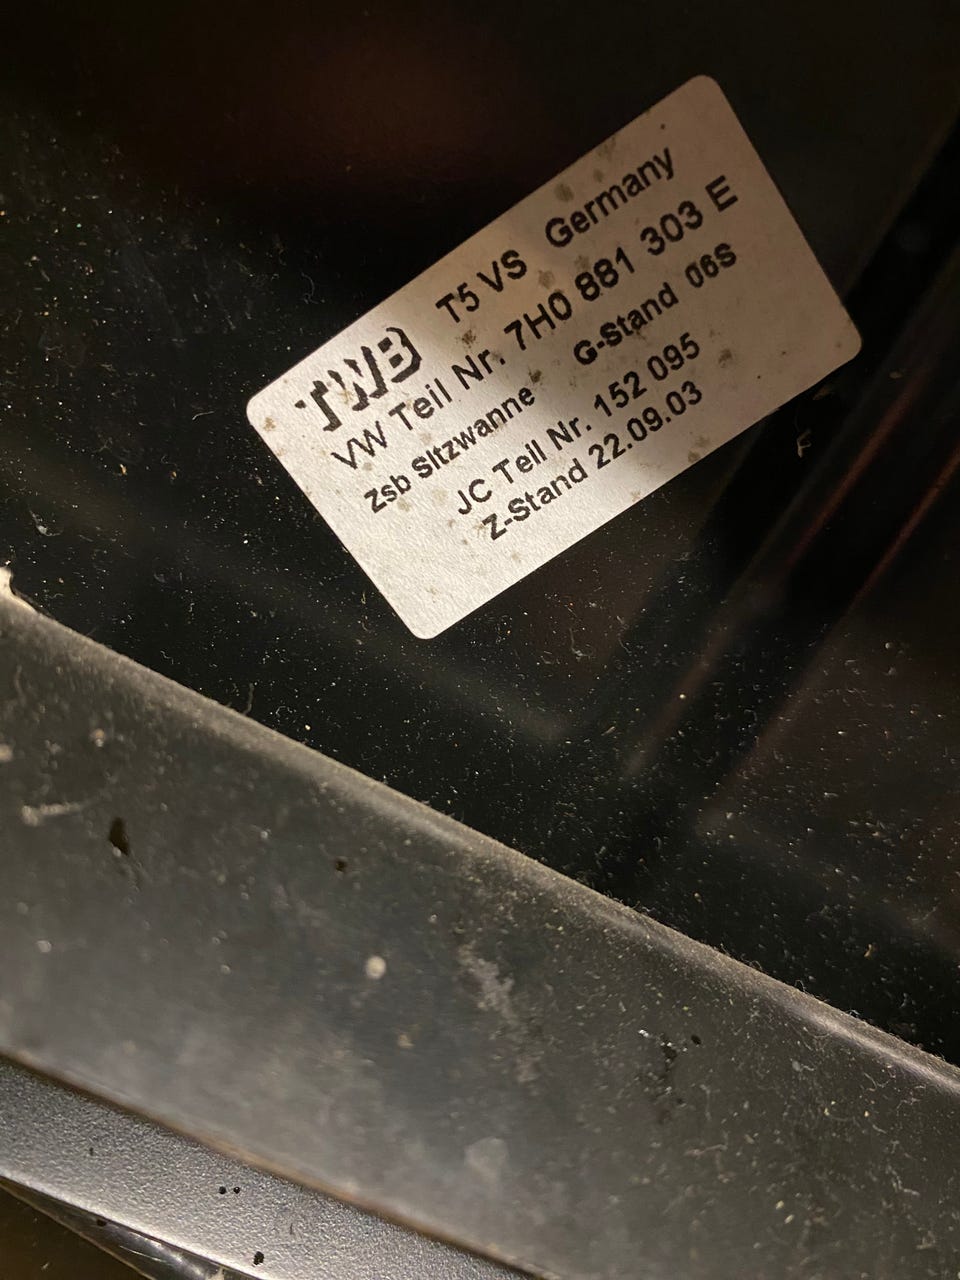 TWB T5 VS Germany
VW Teil Nr. 7H0 881 303 E
zsb Sitzwanne G-Stand 06S
JC Teil Nr. 152 095
Z-Stand 22.09.03